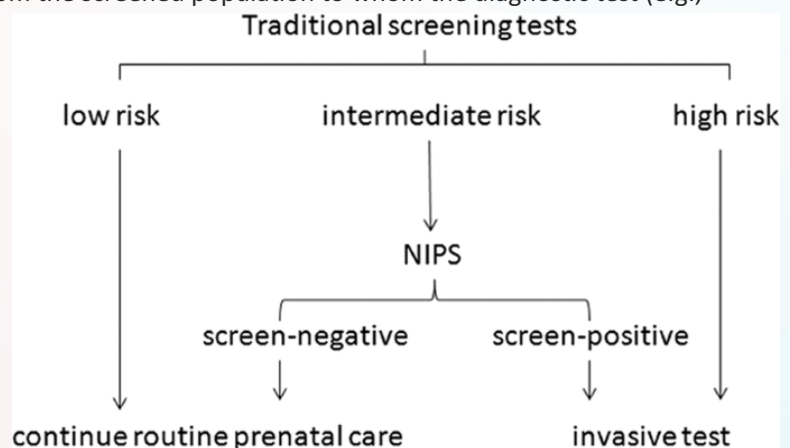 om the screened population to whom the diagnostic test (e.g.,
Traditional screening tests
low risk intermediate risk high risk
NIPS
screen-negative screen-positive
continue routine prenatal care invasive test